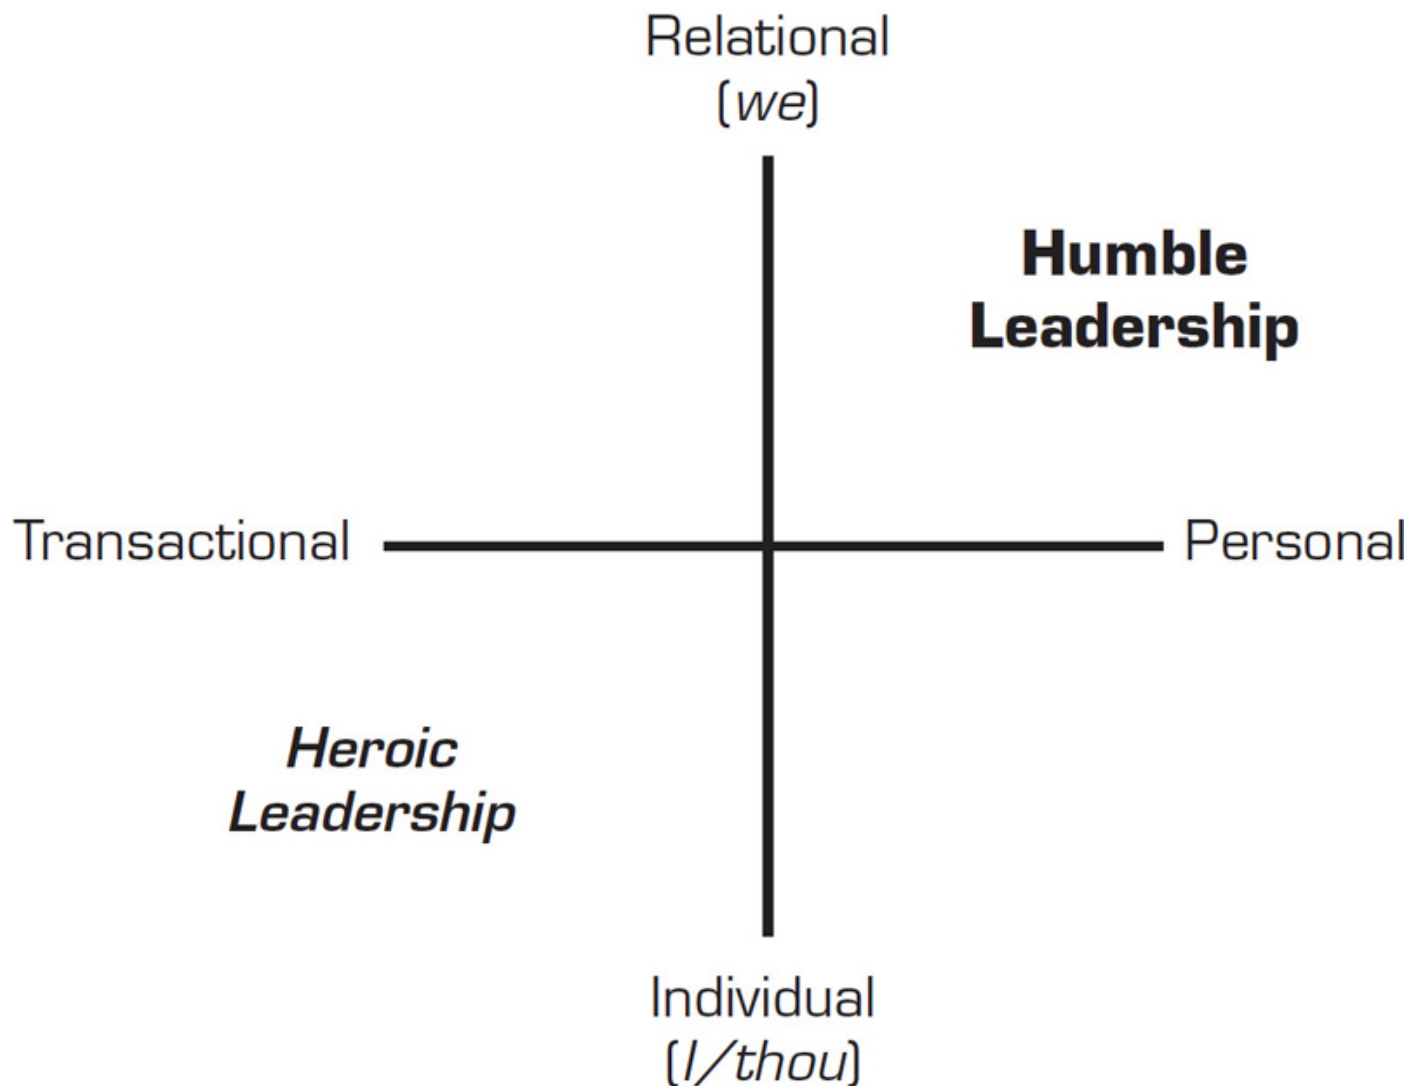 Relational
(we)
Humble
Leadership
Transactional
Personal
Heroic
Leadership
Individual
(I/thou)